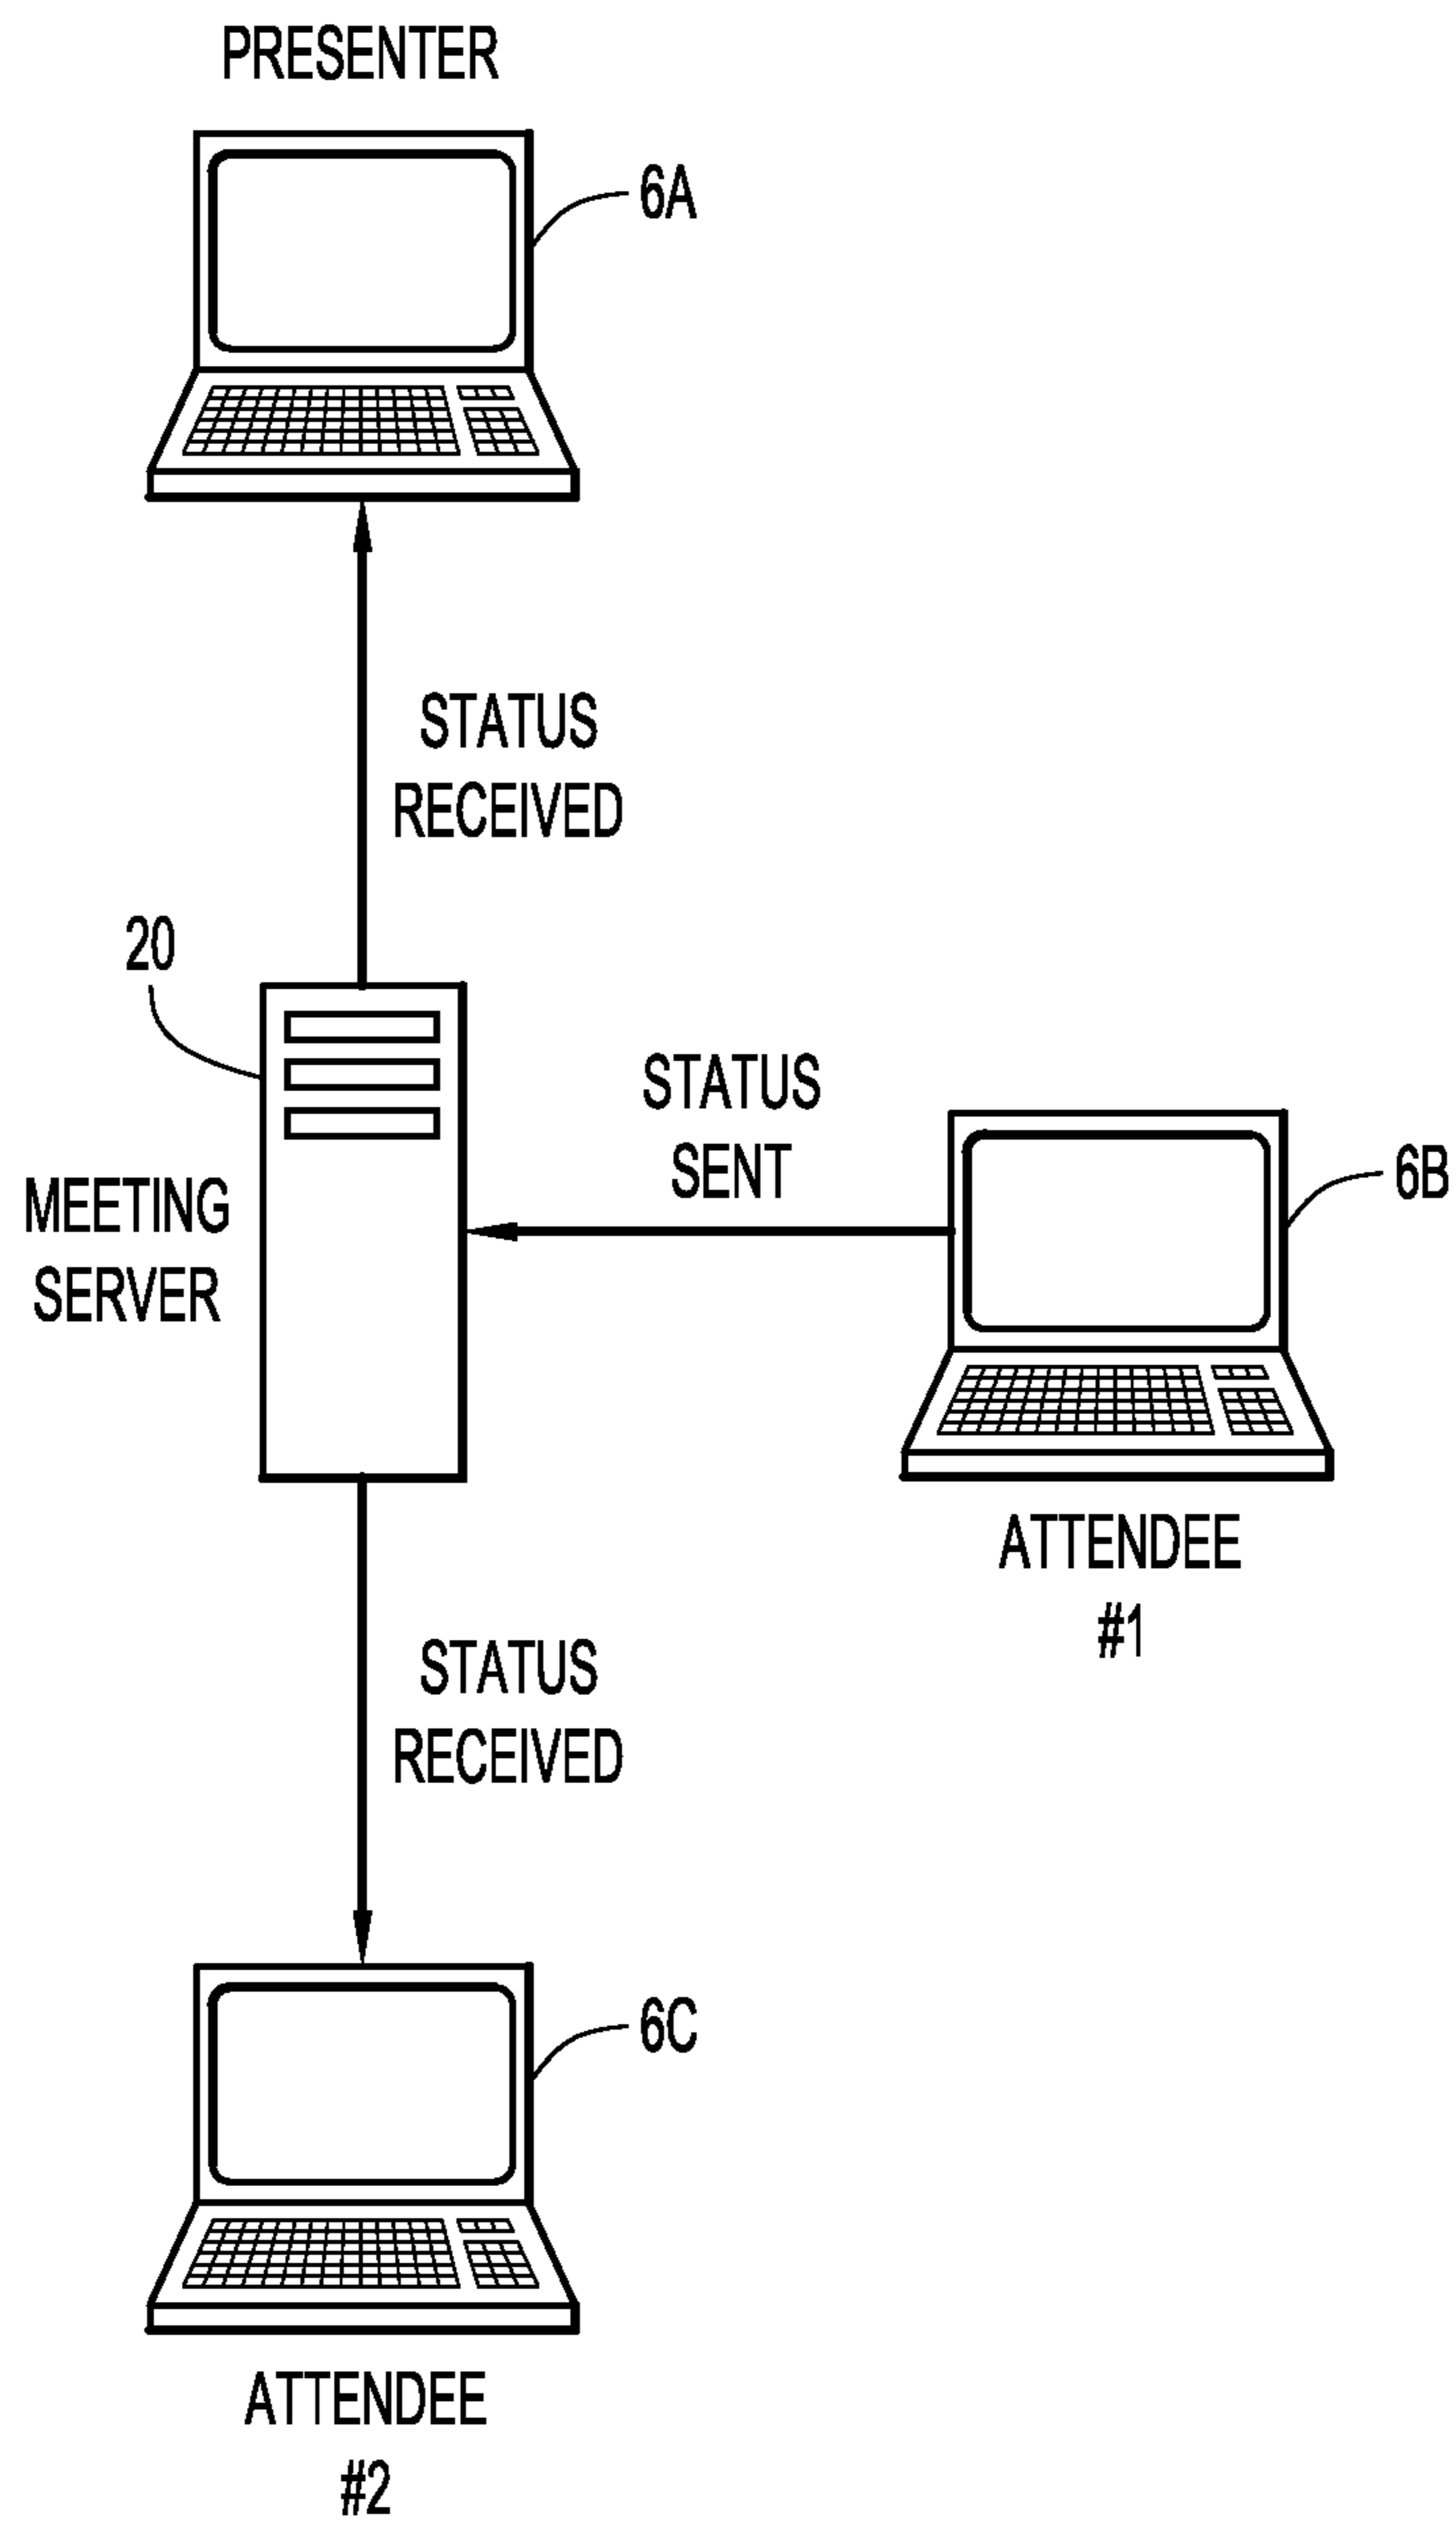 PRESENTER
6A
STATUS
RECEIVED
20
STATUS
SENT
MEETING
SERVER
6B
ATTENDEE
#1
STATUS
RECEIVED
6C
ATTENDEE
#2